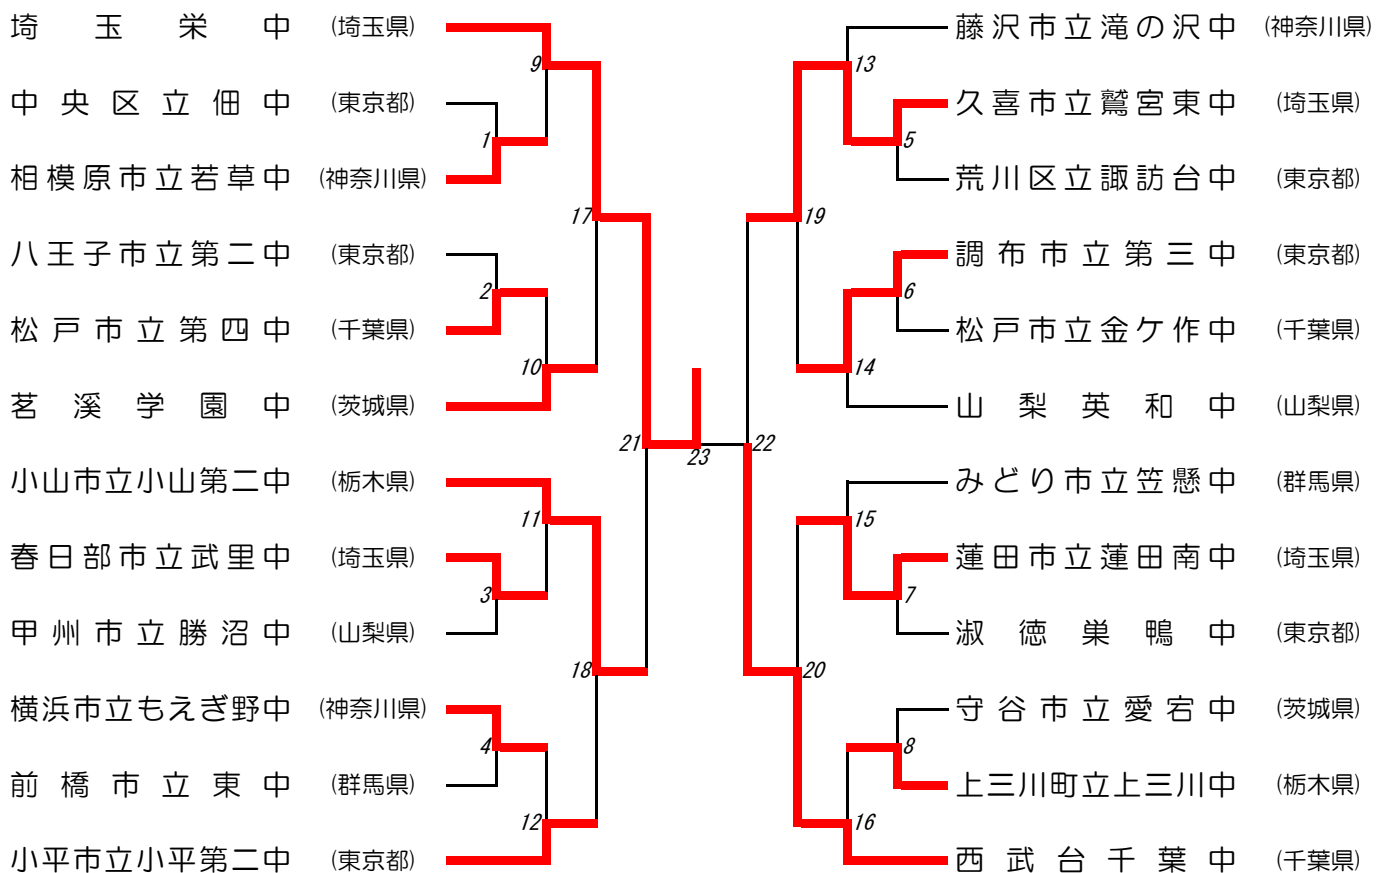 埼玉栄中 (埼玉県)
中央区立佃中 (東京都)
相模原市立若草中 (神奈川県)
八王子市立第二中 (東京都)
松戸市立第四中 (千葉県)
茗溪学園中 (茨城県)
小山市立小山第二中 (栃木県)
春日部市立武里中 (埼玉県)
甲州市立勝沼中 (山梨県)
横浜市立もえぎ野中 (神奈川県)
前橋市立東中 (群馬県)
小平市立小平第二中 (東京都)
9
1
17
2
10
21
11
3
18
4
12
23
13
5
19
6
14
22
15
7
20
8
16
藤沢市立滝の沢中 (神奈川県)
久喜市立鷲宮東中 (埼玉県)
荒川区立諏訪台中 (東京都)
調布市立第三中 (東京都)
松戸市立金ケ作中 (千葉県)
山梨英和中 (山梨県)
みどり市立笠懸中 (群馬県)
蓮田市立蓮田南中 (埼玉県)
淑徳巣鴨中 (東京都)
守谷市立愛宕中 (茨城県)
上三川町立上三川中 (栃木県)
西武台千葉中 (千葉県)